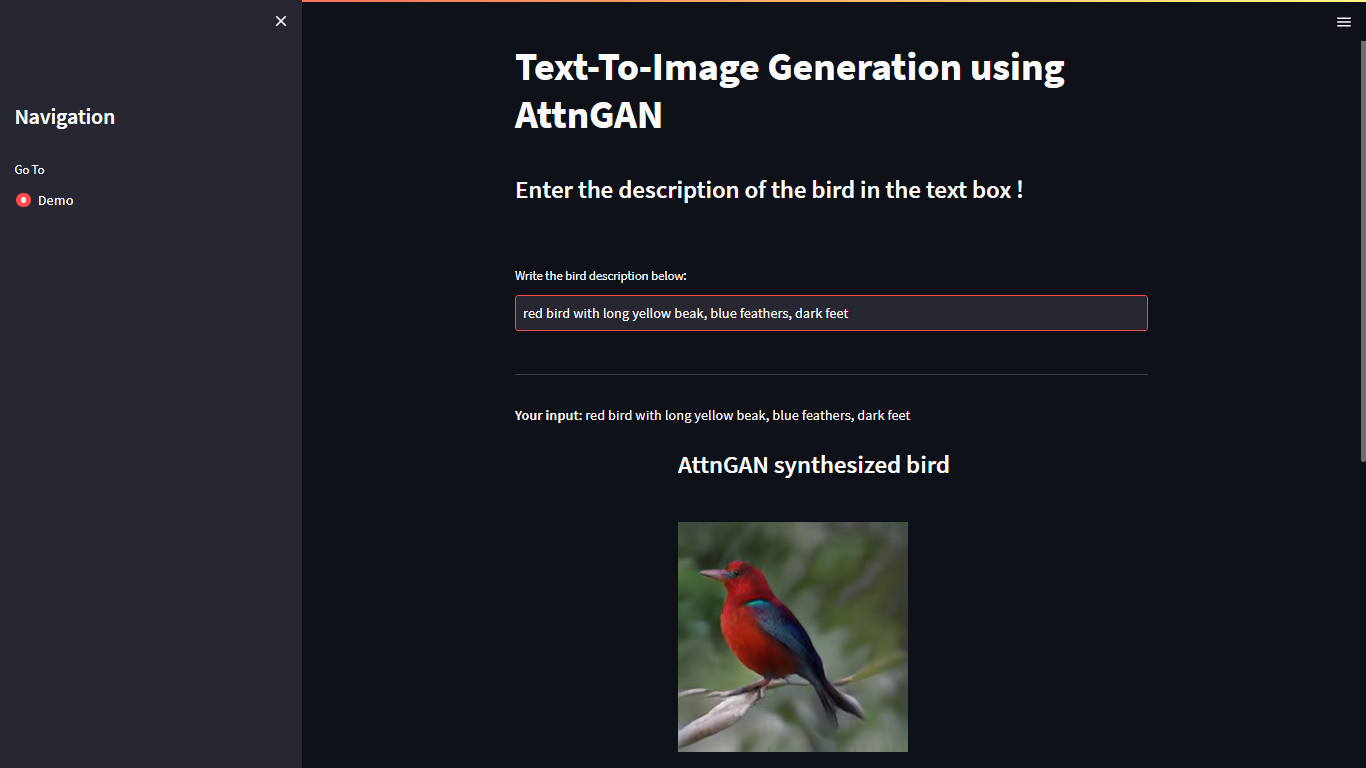 Navigation
Go To
Demo
Text-To-Image Generation using
AttnGAN
Enter the description of the bird in the text box !
Write the bird description below:
red bird with long yellow beak, blue feathers, dark feet
Your input: red bird with long yellow beak, blue feathers, dark feet
AttnGAN synthesized bird